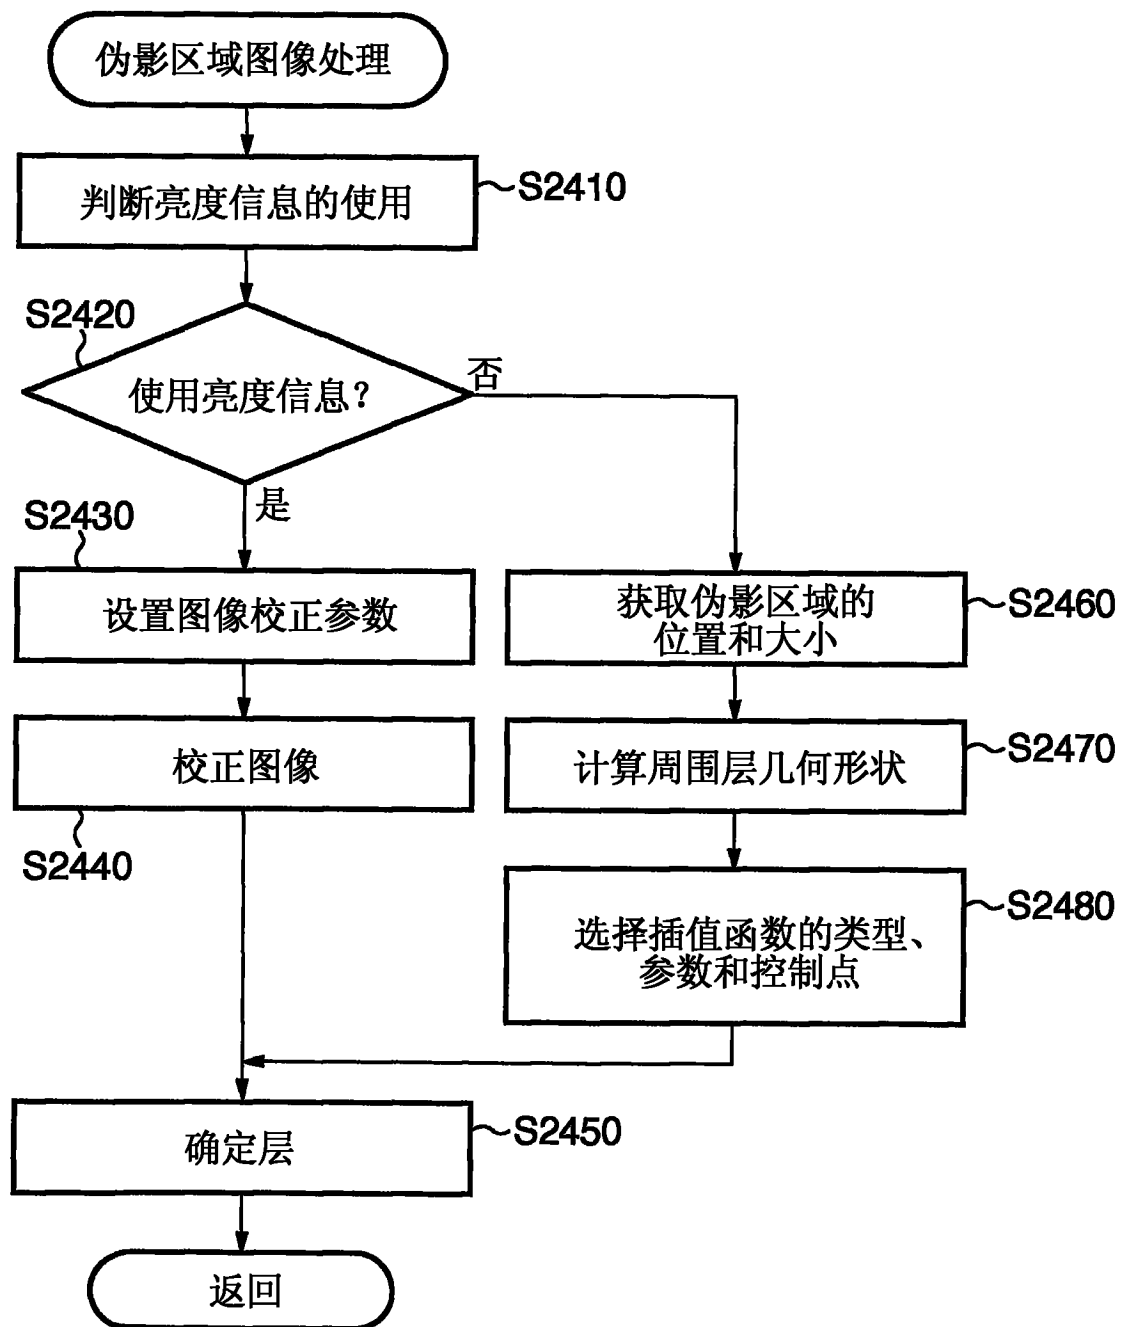 伪影区域图像处理
判断亮度信息的使用
S2410
S2420
使用亮度信息？
否
是
S2430
设置图像校正参数
获取伪影区域的
位置和大小
S2460
校正图像
S2440
计算周围层几何形状
S2470
选择插值函数的类型、
参数和控制点
S2480
确定层
S2450
返回